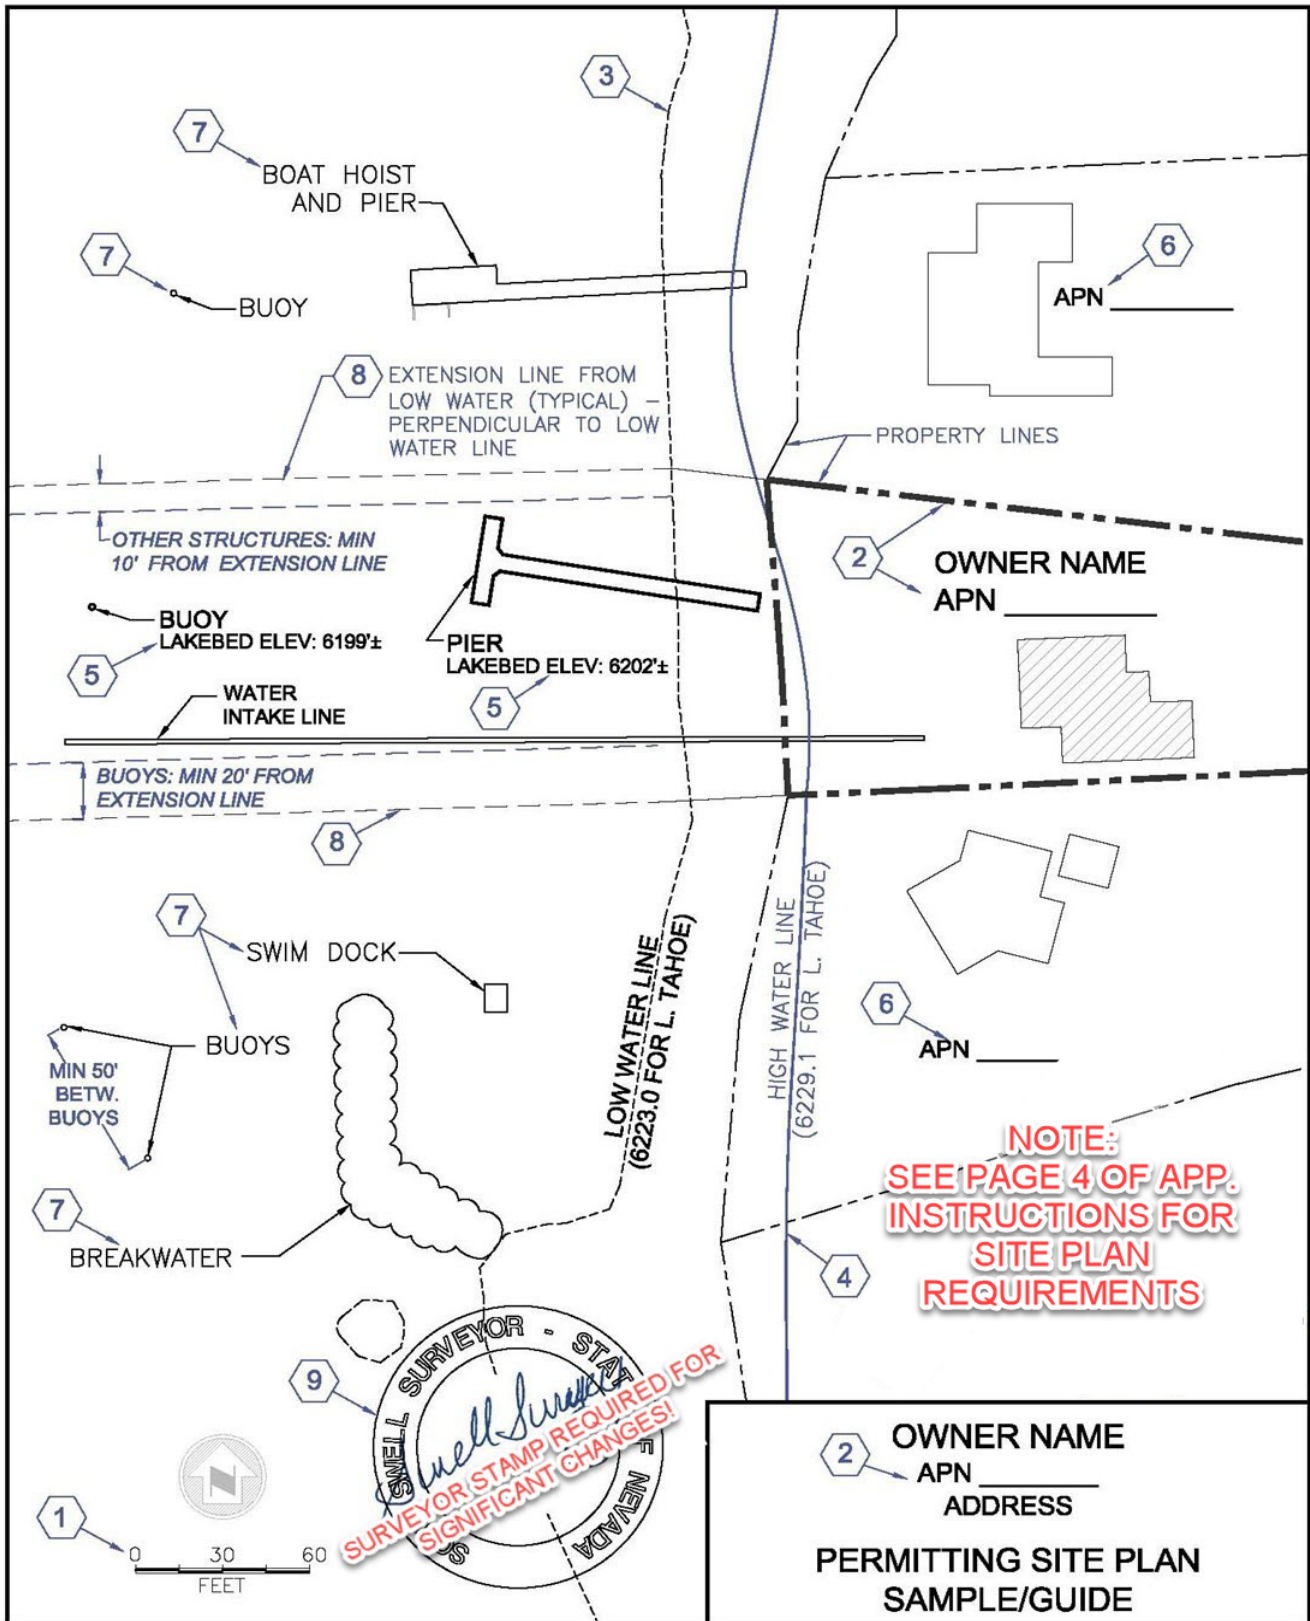 3
7
BOAT HOIST
AND PIER
7
BUOY
6
APN
8
EXTENSION LINE FROM
LOW WATER (TYPICAL) –
PERPENDICULAR TO LOW
WATER LINE
PROPERTY LINES
OTHER STRUCTURES: MIN
10' FROM EXTENSION LINE
2
OWNER NAME
APN
BUOY
LAKEBED ELEV: 6199'±
5
PIER
LAKEBED ELEV: 6202'±
5
WATER
INTAKE LINE
BUOYS: MIN 20' FROM
EXTENSION LINE
8
7
SWIM DOCK
BUOYS
MIN 50'
BETW.
BUOYS
LOW WATER LINE
(6223.0 FOR L. TAHOE)
HIGH WATER LINE
(6229.1 FOR L. TAHOE)
6
APN
7
BREAKWATER
NOTE:
SEE PAGE 4 OF APP.
INSTRUCTIONS FOR
SITE PLAN
REQUIREMENTS
4
9
SWELL SURVEYOR - STATE OF NEVADA
SURVEYOR STAMP REQUIRED FOR
SIGNIFICANT CHANGES!
N
1
0 30 60
FEET
2
OWNER NAME
APN
ADDRESS
PERMITTING SITE PLAN
SAMPLE/GUIDE